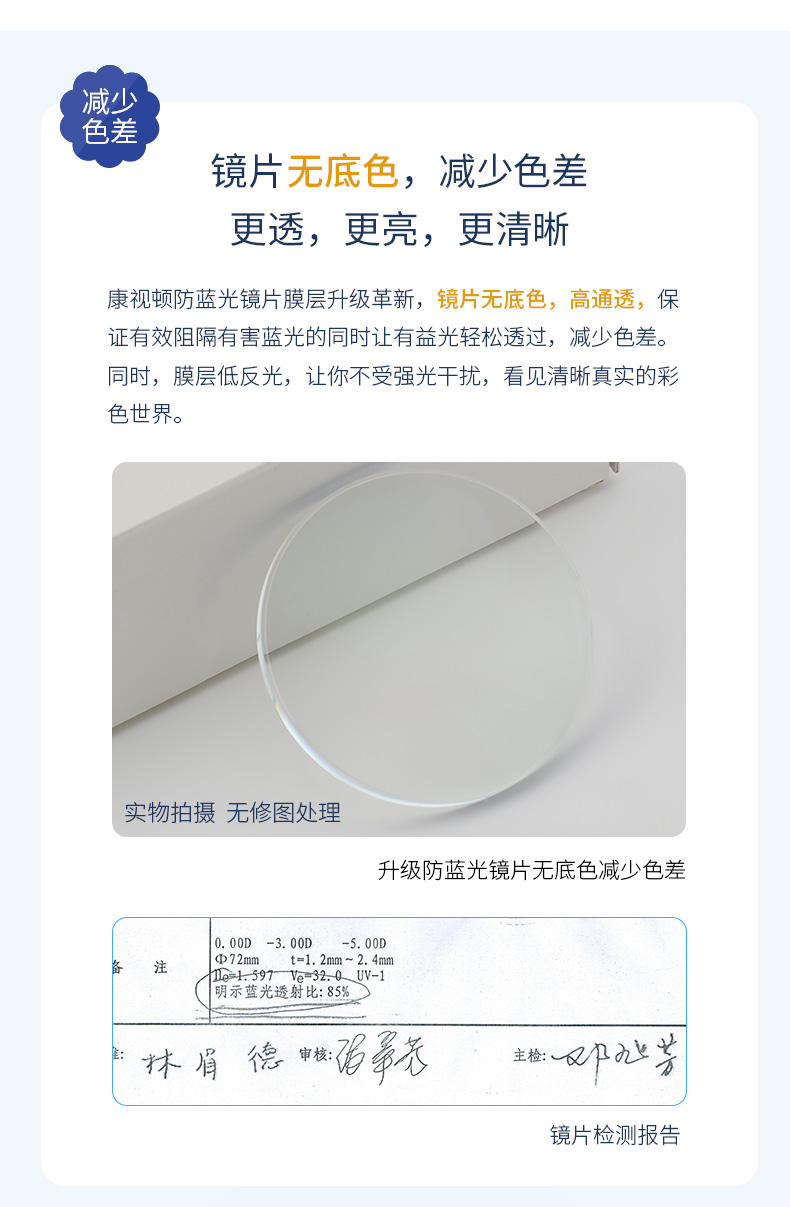 减少
色差
镜片无底色，减少色差
更透，更亮，更清晰
康视顿防蓝光镜片膜层升级革新，镜片无底色，高通透，保
证有效阻隔有害蓝光的同时让有益光轻松透过，减少色差。
同时，膜层低反光，让你不受强光干扰，看见清晰真实的彩
色世界。
实物拍摄 无修图处理
升级防蓝光镜片无底色减少色差
备 注
0.00D -3.00D -5.00D
Φ72mm t=1.2mm~2.4mm
ne=1.597 Ve=32.0 UV-1
明示蓝光透射比:85%
审核:
主检:
镜片检测报告